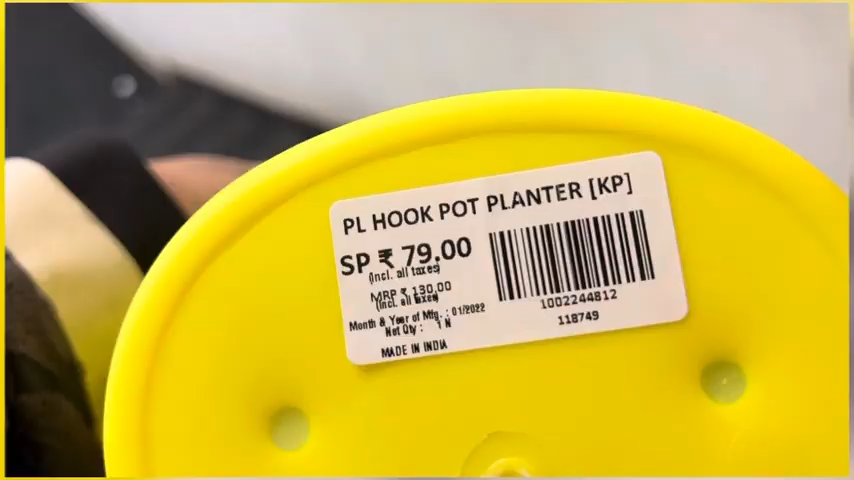 PL HOOK POT PLANTER [KP]
SP ₹ 79.00
(Incl. all taxes)
MRP ₹ 130.00
(Incl. all taxes)
Month & Year of Mfg. : 01/2022
Net Qty : 1 N
MADE IN INDIA
1002244812
118749